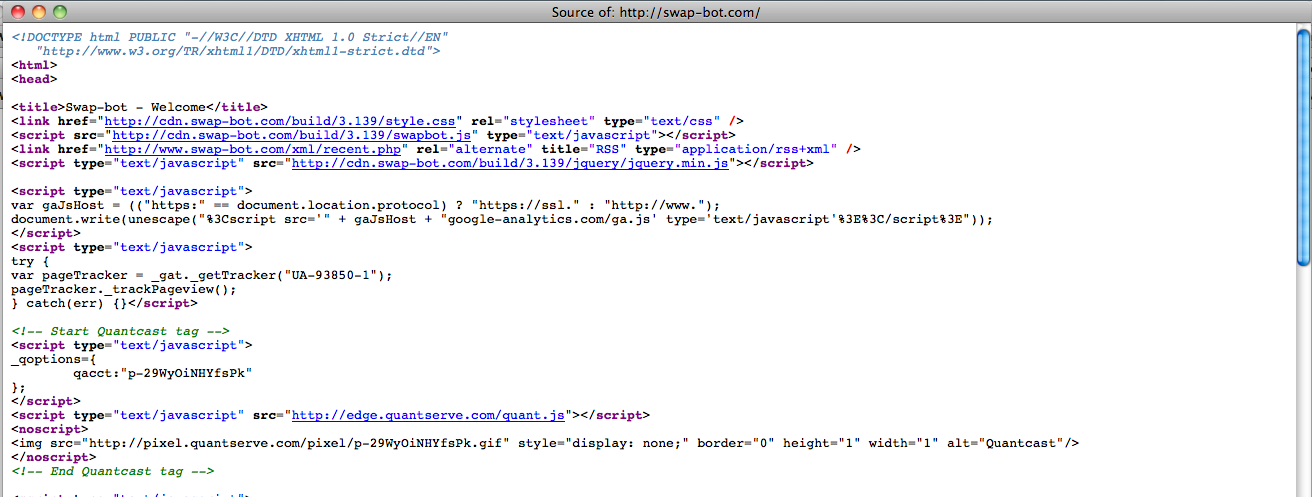 Source of: http://swap-bot.com/
<!DOCTYPE html PUBLIC "-//W3C//DTD XHTML 1.0 Strict//EN"
"http://www.w3.org/TR/xhtml1/DTD/xhtml1-strict.dtd">
<html>
<head>
<title>Swap-bot - Welcome</title>
<link href="http://cdn.swap-bot.com/build/3.139/style.css" rel="stylesheet" type="text/css" />
<script src="http://cdn.swap-bot.com/build/3.139/swapbot.js" type="text/javascript"></script>
<link href="http://www.swap-bot.com/xml/recent.php" rel="alternate" title="RSS" type="application/rss+xml" />
<script type="text/javascript" src="http://cdn.swap-bot.com/build/3.139/jquery/jquery.min.js"></script>
<script type="text/javascript">
var gaJsHost = (("https:" == document.location.protocol) ? "https://ssl." : "http://www.");
document.write(unescape("%3Cscript src='" + gaJsHost + "google-analytics.com/ga.js' type='text/javascript'%3E%3C/script%3E"));
</script>
<script type="text/javascript">
try {
var pageTracker = _gat._getTracker("UA-93850-1");
pageTracker._trackPageview();
} catch(err) {}</script>
<!-- Start Quantcast tag -->
<script type="text/javascript">
_qoptions={
qacct:"p-29WyOiNHYfsPk"
};
</script>
<script type="text/javascript" src="http://edge.quantserve.com/quant.js"></script>
<noscript>
<img src="http://pixel.quantserve.com/pixel/p-29WyOiNHYfsPk.gif" style="display: none;" border="0" height="1" width="1" alt="Quantcast"/>
</noscript>
<!-- End Quantcast tag -->